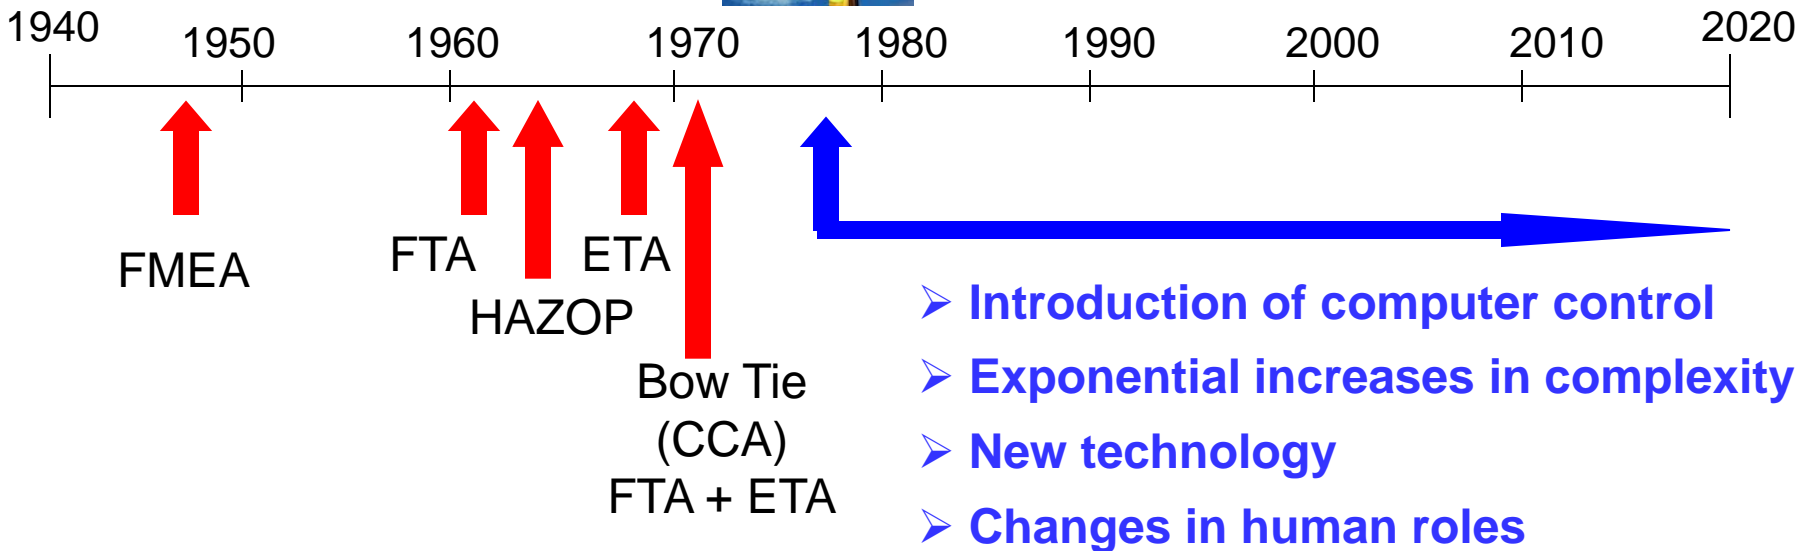 1940 1950 1960 1970 1980 1990 2000 2010 2020
FMEA
FTA
HAZOP
ETA
Bow Tie
(CCA)
FTA + ETA
➢ Introduction of computer control
➢ Exponential increases in complexity
➢ New technology
➢ Changes in human roles